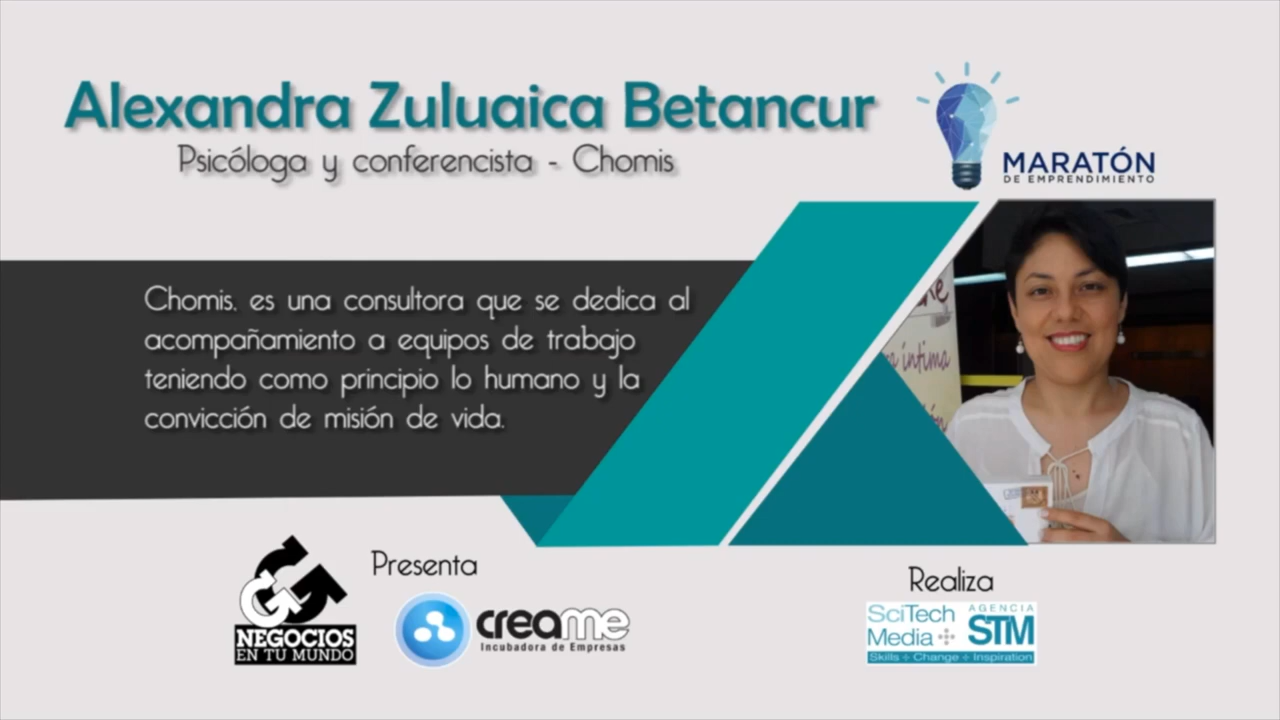 Alexandra Zuluaica Betancur
Psicóloga y conferencista - Chomis
MARATÓN
DE EMPRENDIMIENTO
Chomis. es una consultora que se dedica al
acompañamiento a equipos de trabajo
teniendo como principio lo humano y la
convicción de misión de vida.
íntima
Presenta
NEGOCIOS
EN TU MUNDO
creame
Incubadora de Empresas
Realiza
SciTech
Media
AGENCIA
STM
Skills + Change + Inspiration